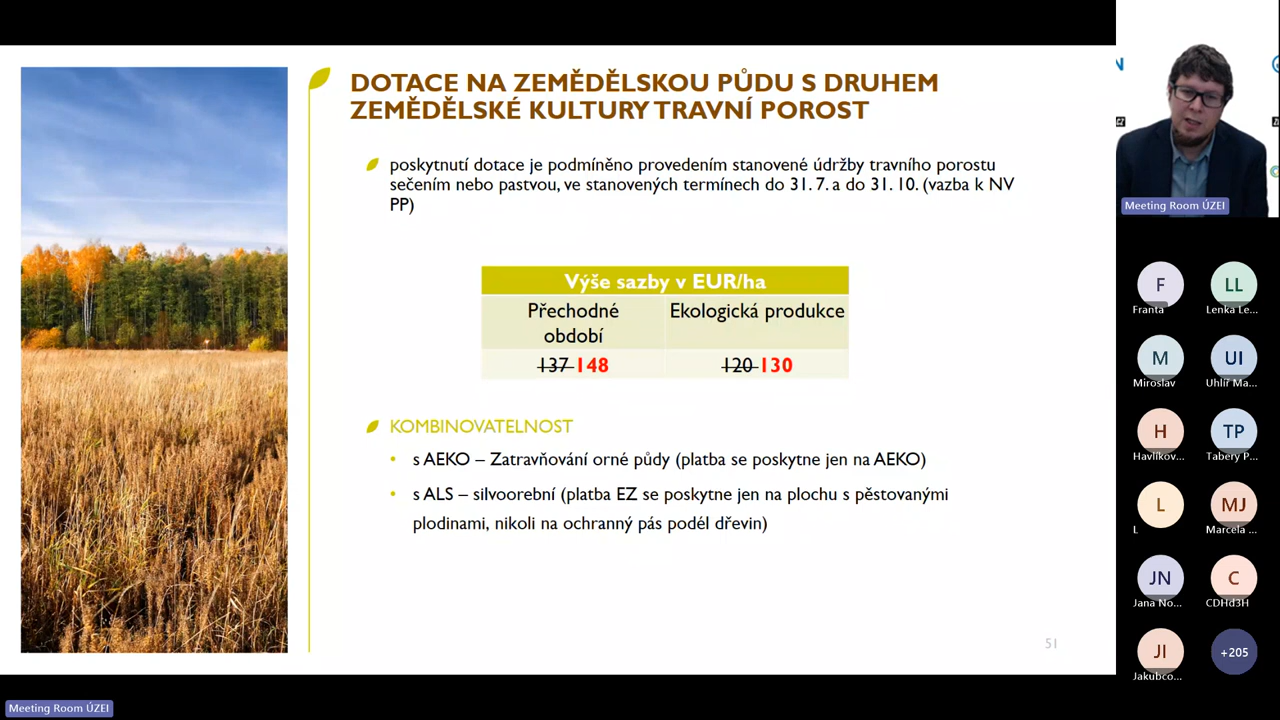 DOTACE NA ZEMĚDĚLSKOU PŮDU S DRUHEM
ZEMĚDĚLSKÉ KULTURY TRAVNÍ POROST
poskytnutí dotace je podmíněno provedením stanovené údržby travního porostu
sečením nebo pastvou, ve stanovených termínech do 31. 7. a do 31. 10. (vazba k NV
PP)
Výše sazby v EUR/ha
Přechodné
období
Ekologická produkce
137 148
120 130
KOMBINOVATELNOST
• s AEKO – Zatravňování orné půdy (platba se poskytne jen na AEKO)
• s ALS – silvoorební (platba EZ se poskytne jen na plochu s pěstovanými
plodinami, nikoli na ochranný pás podél dřevin)
51
Meeting Room ÚZEI
F
Franta
LL
Lenka Le...
M
Miroslav
UI
Uhlíř Ma...
H
Havlíkov...
TP
Tabery P...
L
L
MJ
Marcela ...
JN
Jana No...
C
CDHd3H
JI
Jakubco...
+205
Meeting Room ÚZEI